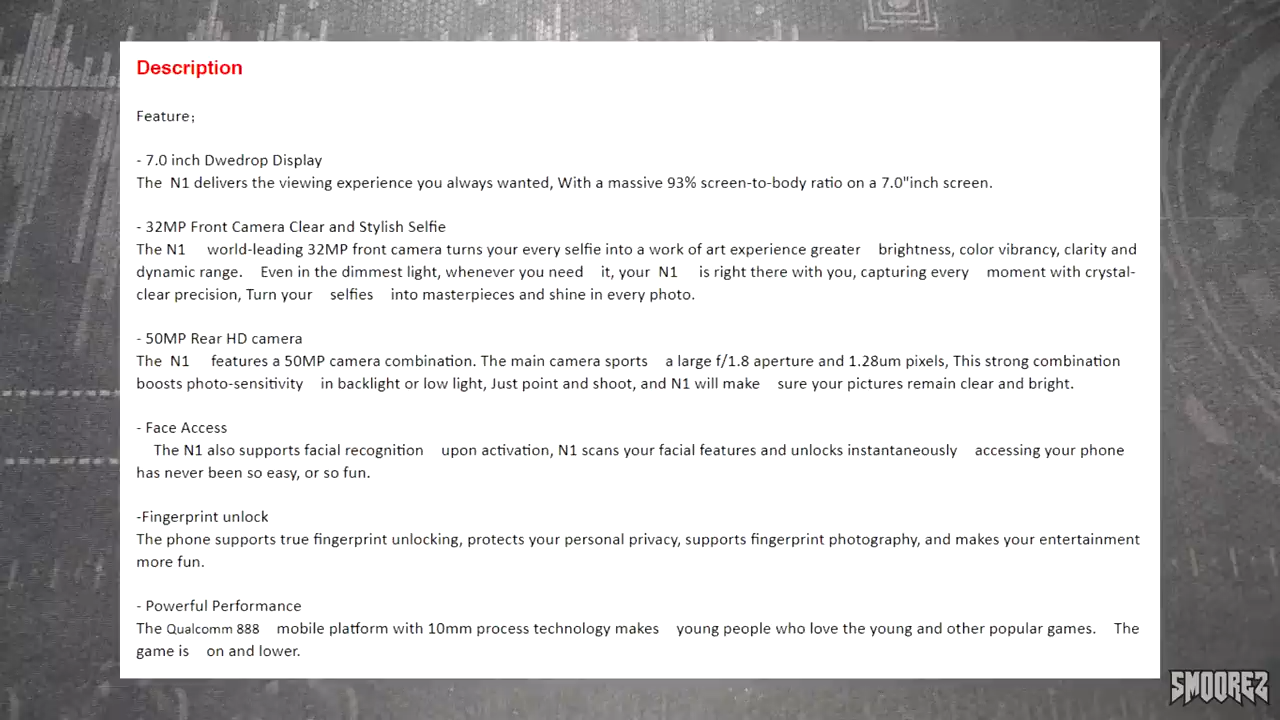 Description
Feature；
- 7.0 inch Dwedrop Display
The N1 delivers the viewing experience you always wanted, With a massive 93% screen-to-body ratio on a 7.0"inch screen.
- 32MP Front Camera Clear and Stylish Selfie
The N1 world-leading 32MP front camera turns your every selfie into a work of art experience greater brightness, color vibrancy, clarity and
dynamic range. Even in the dimmest light, whenever you need it, your N1 is right there with you, capturing every moment with crystal-
clear precision, Turn your selfies into masterpieces and shine in every photo.
- 50MP Rear HD camera
The N1 features a 50MP camera combination. The main camera sports a large f/1.8 aperture and 1.28um pixels, This strong combination
boosts photo-sensitivity in backlight or low light, Just point and shoot, and N1 will make sure your pictures remain clear and bright.
- Face Access
The N1 also supports facial recognition upon activation, N1 scans your facial features and unlocks instantaneously accessing your phone
has never been so easy, or so fun.
-Fingerprint unlock
The phone supports true fingerprint unlocking, protects your personal privacy, supports fingerprint photography, and makes your entertainment
more fun.
- Powerful Performance
The Qualcomm 888 mobile platform with 10mm process technology makes young people who love the young and other popular games. The
game is on and lower.
SMOOREZ